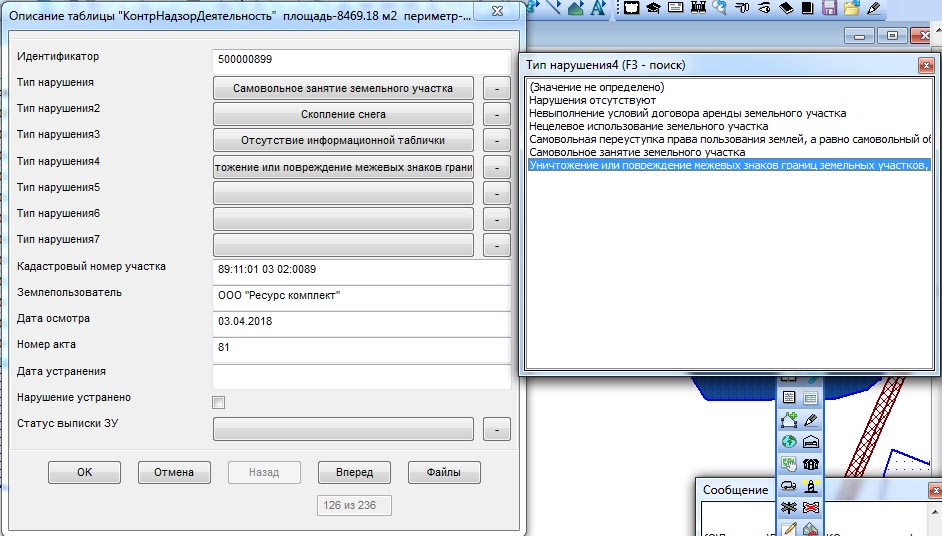 Описание таблицы "КонтрНадзорДеятельность" площадь-8469.18 м2 периметр-...
Идентификатор
500000899
Тип нарушения
Самовольное занятие земельного участка
-
Тип нарушения2
Скопление снега
-
Тип нарушения3
Отсутствие информационной таблички
-
Тип нарушения4
тожение или повреждение межевых знаков грани
-
Тип нарушения5
-
Тип нарушения6
-
Тип нарушения7
-
Кадастровый номер участка
89:11:01 03 02:0089
Землепользователь
ООО "Ресурс комплект"
Дата осмотра
03.04.2018
Номер акта
81
Дата устранения
Нарушение устранено
Статус выписки ЗУ
-
ОК
Отмена
Назад
Вперед
Файлы
126 из 236
Тип нарушения4 (F3 - поиск)
(Значение не определено)
Нарушения отсутствуют
Невыполнение условий договора аренды земельного участка
Нецелевое использование земельного участка
Самовольная переуступка права пользования землей, а равно самовольный об
Самовольное занятие земельного участка
Уничтожение или повреждение межевых знаков границ земельных участков,
Сообщение